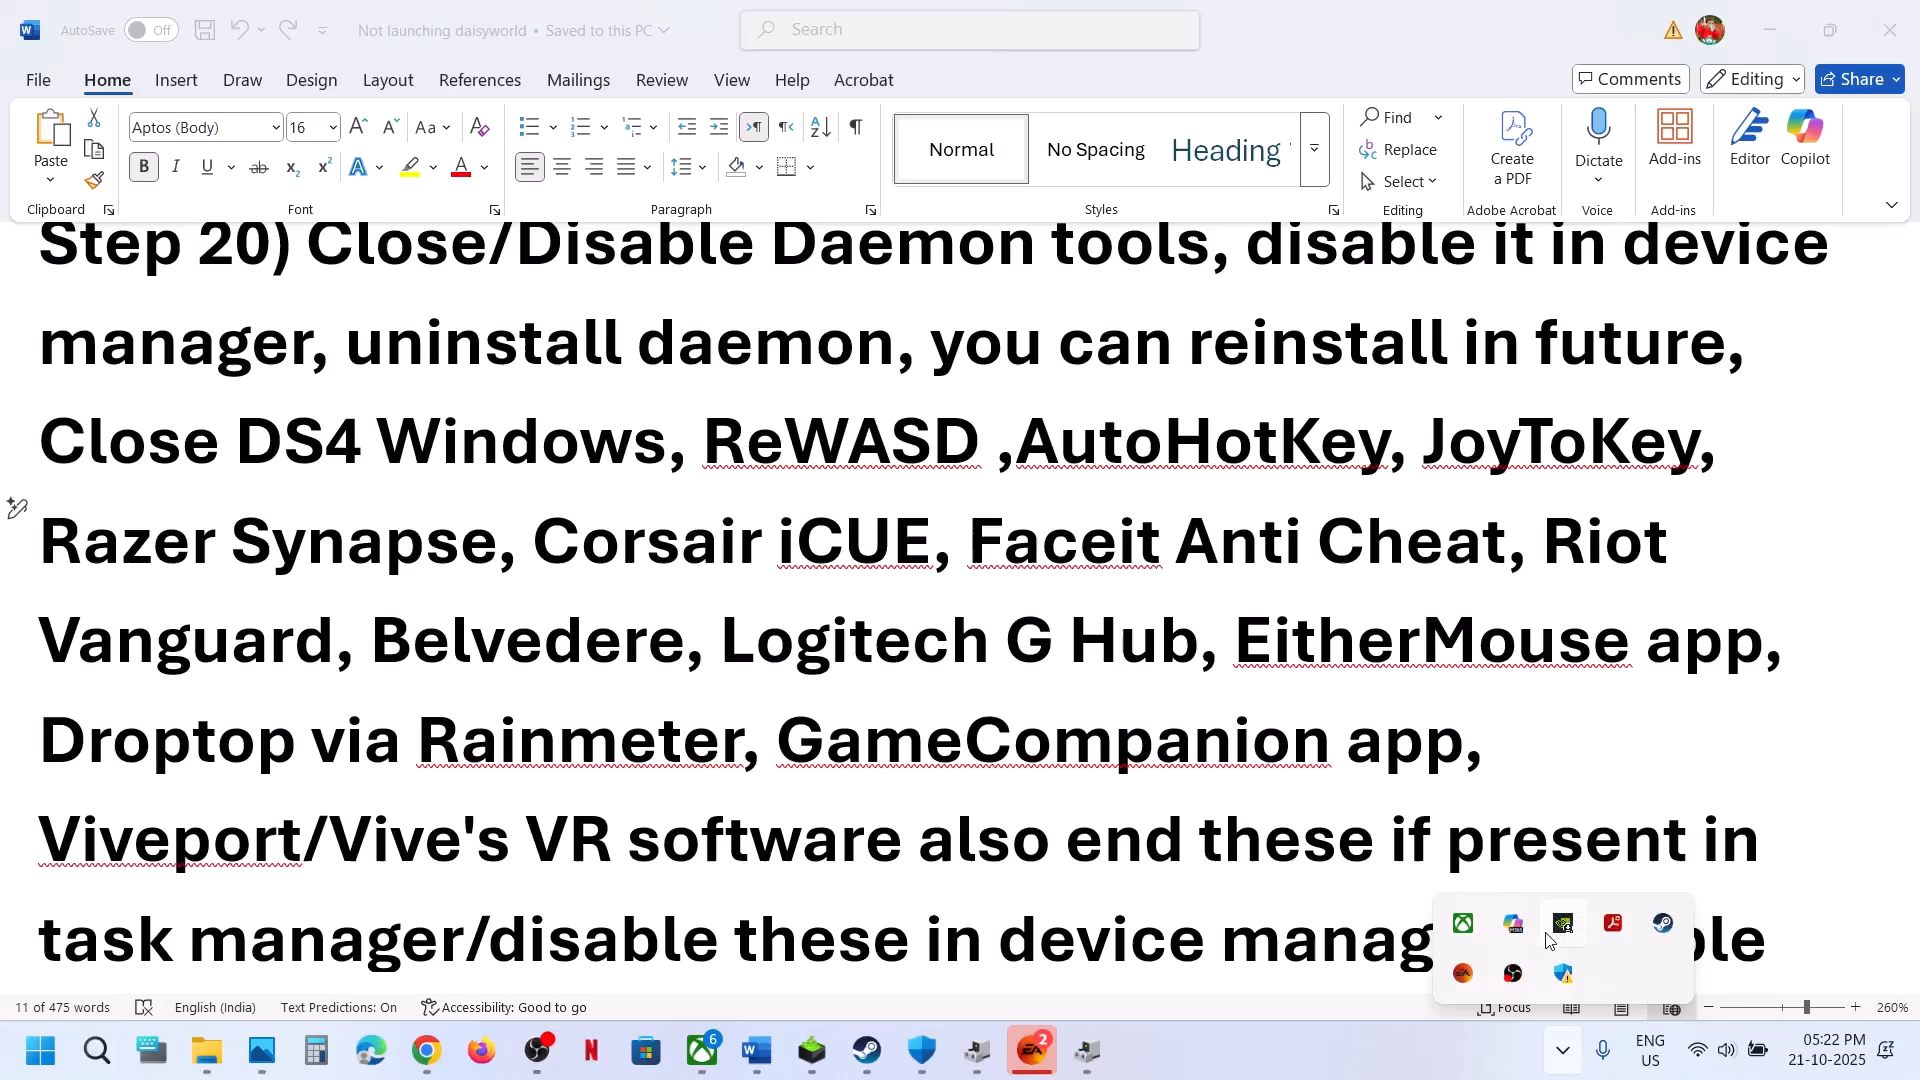 AutoSave Off Not launching daisyworld • Saved to this PC Search
File Home Insert Draw Design Layout References Mailings Review View Help Acrobat Comments Editing Share
Paste Aptos (Body) 16 Aa Normal No Spacing Heading Find Replace Select Create a PDF Dictate Add-ins Editor Copilot
Clipboard Font Paragraph Styles Editing Adobe Acrobat Voice Add-ins
Step 20) Close/Disable Daemon tools, disable it in device
manager, uninstall daemon, you can reinstall in future,
Close DS4 Windows, ReWASD ,AutoHotKey, JoyToKey,
Razer Synapse, Corsair iCUE, Faceit Anti Cheat, Riot
Vanguard, Belvedere, Logitech G Hub, EitherMouse app,
Droptop via Rainmeter, GameCompanion app,
Viveport/Vive's VR software also end these if present in
task manager/disable these in device manag ble
11 of 475 words English (India) Text Predictions: On Accessibility: Good to go Focus 260%
6 2 ENG US 05:22 PM
21-10-2025